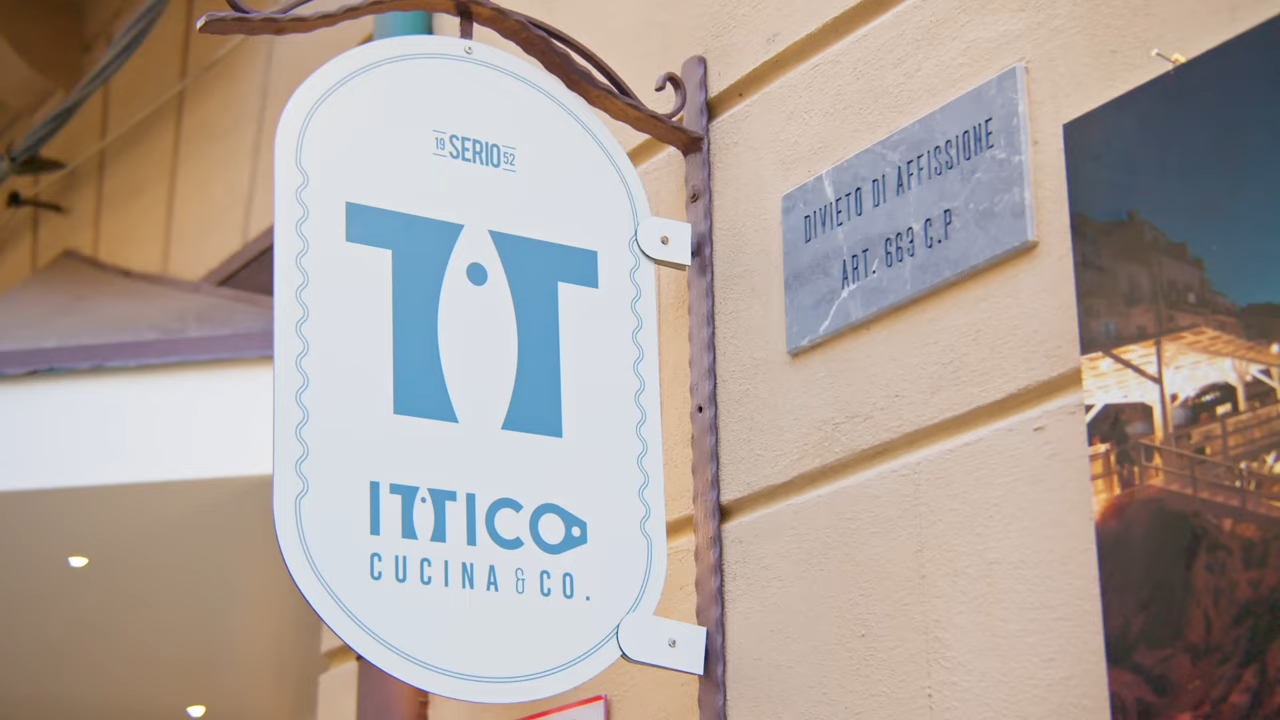 19 SERIO 52
ITTICO
CUCINA & CO.
DIVIETO DI AFFISSIONE
ART. 663 C.P